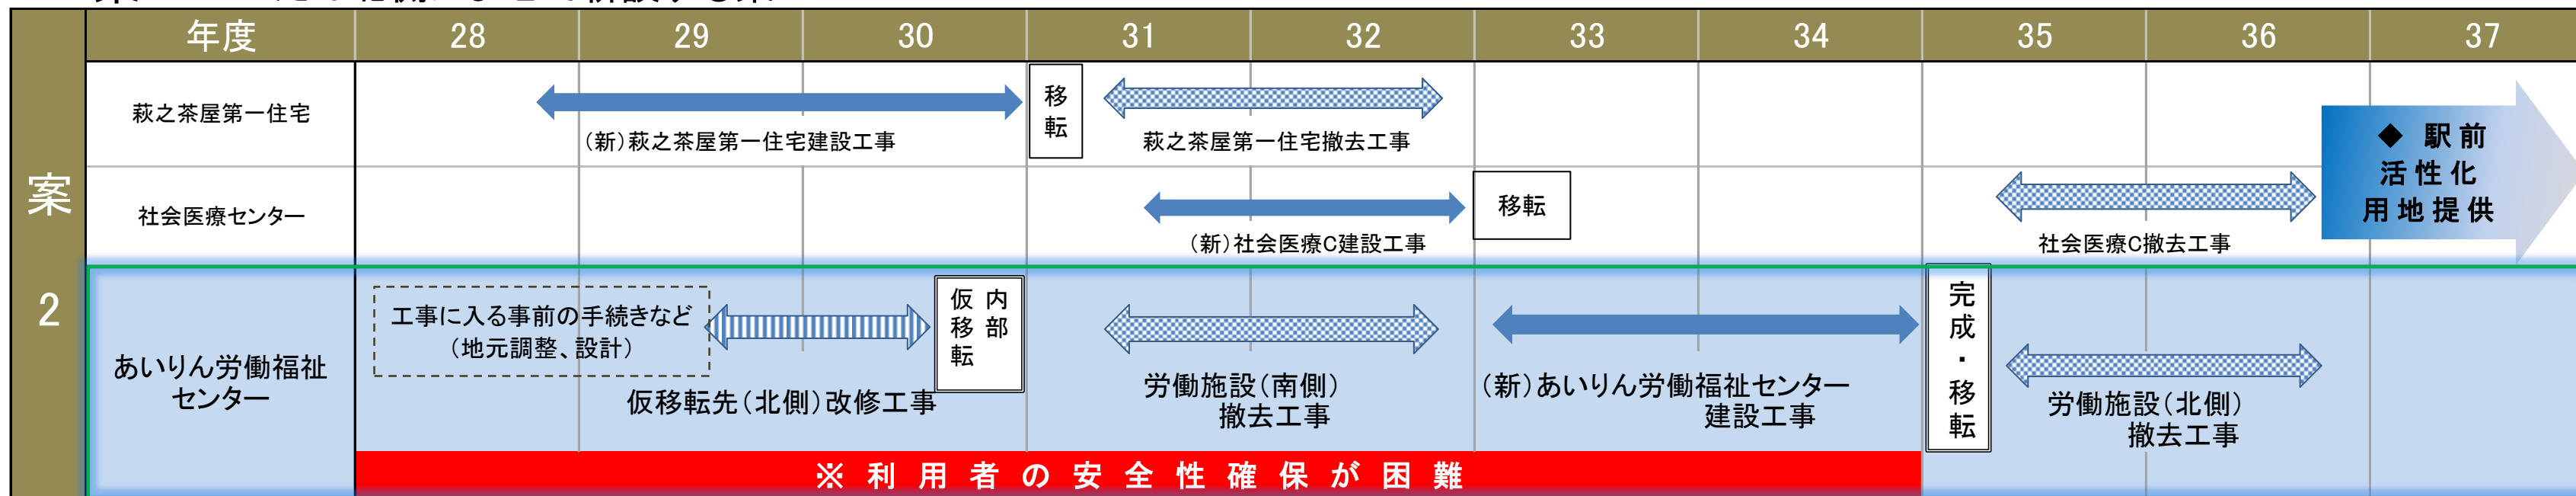 年度 28 29 30 31 32 33 34 35 36 37
案
2
萩之茶屋第一住宅
(新)萩之茶屋第一住宅建設工事
移転
萩之茶屋第一住宅撤去工事
社会医療センター
(新)社会医療C建設工事
移転
社会医療C撤去工事
◆ 駅前
活性化
用地提供
あいりん労働福祉
センター
工事に入る事前の手続きなど
(地元調整、設計)
仮移転先(北側)改修工事
内部
仮移転
労働施設(南側)
撤去工事
(新)あいりん労働福祉センター
建設工事
完成・移転
労働施設(北側)
撤去工事
※利用者の安全性確保が困難